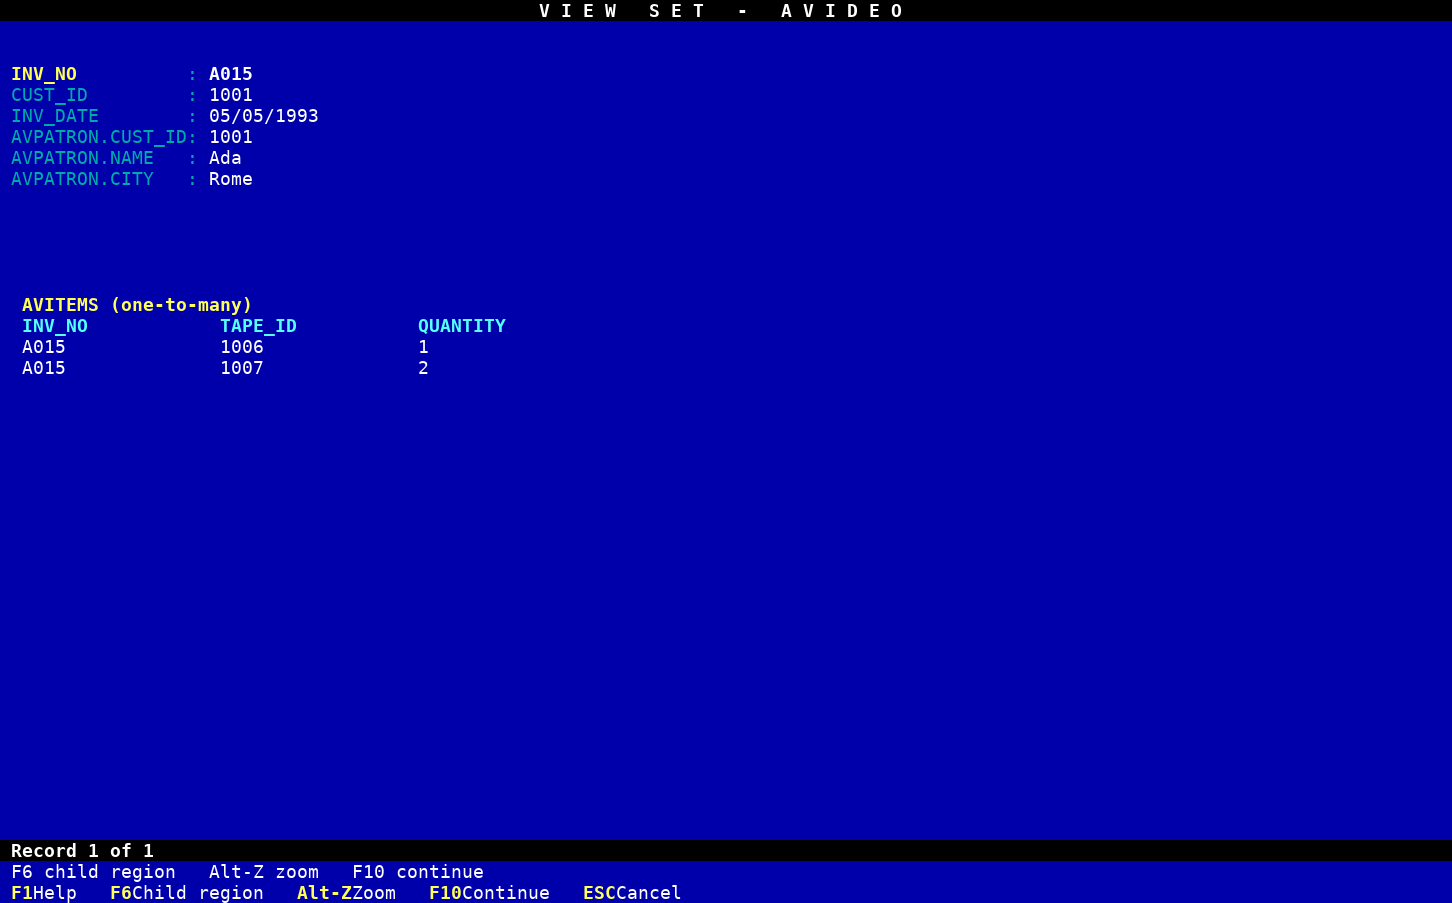 V I E W   S E T   -   A V I D E O
INV_NO          : A015
CUST_ID         : 1001
INV_DATE        : 05/05/1993
AVPATRON.CUST_ID: 1001
AVPATRON.NAME   : Ada
AVPATRON.CITY   : Rome
AVITEMS (one-to-many)
INV_NO            TAPE_ID           QUANTITY
A015              1006              1
A015              1007              2
Record 1 of 1
F6 child region   Alt-Z zoom   F10 continue
F1Help   F6Child region   Alt-ZZoom   F10Continue   ESCCancel